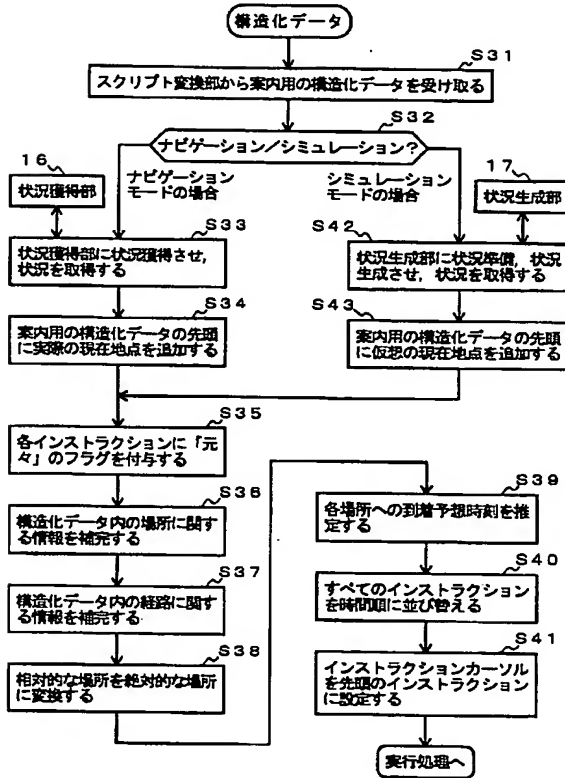 構造化データ
S31
スクリプト変換部から案内用の構造化データを受け取る
S32
ナビゲーション/シミュレーション?
16
状況獲得部
ナビゲーション
モードの場合
シミュレーション
モードの場合
17
状況生成部
S33
状況獲得部に状況獲得させ,
状況を取得する
S42
状況生成部に状況準備, 状況
生成させ, 状況を取得する
S34
案内用の構造化データの先頭
に実際の現在地点を追加する
S43
案内用の構造化データの先頭
に仮想の現在地点を追加する
S35
各インストラクションに「元
々」のフラグを付与する
S36
構造化データ内の場所に関す
る情報を補完する
S37
構造化データ内の経路に関す
る情報を補完する
S38
相対的な場所を絶対的な場所
に変換する
S39
各場所への到着予想時刻を推
定する
S40
すべてのインストラクション
を時間順に並び替える
S41
インストラクションカーソル
を先頭のインストラクション
に設定する
実行処理へ